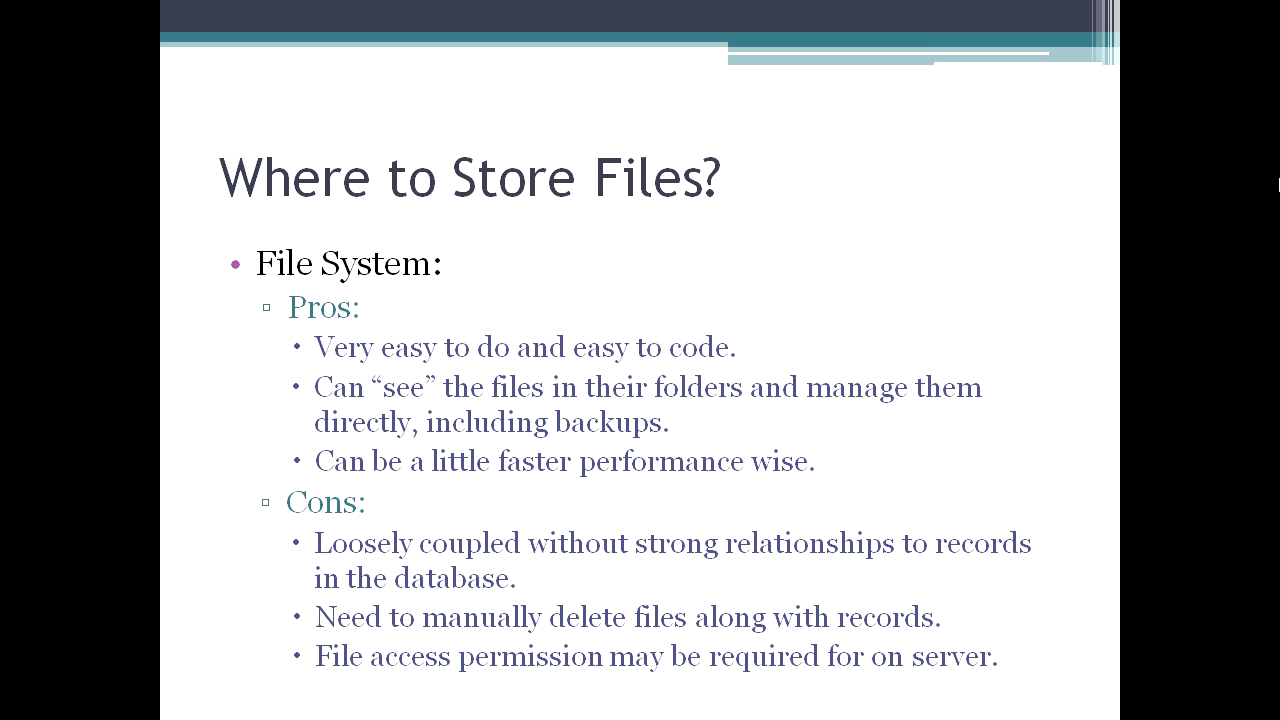 Where to Store Files?
• File System:
▫ Pros:
▪ Very easy to do and easy to code.
▪ Can “see” the files in their folders and manage them
directly, including backups.
▪ Can be a little faster performance wise.
▫ Cons:
▪ Loosely coupled without strong relationships to records
in the database.
▪ Need to manually delete files along with records.
▪ File access permission may be required for on server.